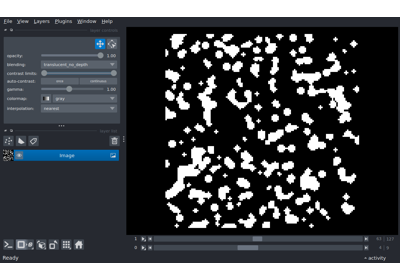 File View Layers Plugins Window Help
opacity: 1.00
blending: translucent_no_depth
contrast limits:
auto-contrast: once continuous
gamma: 1.00
colormap: gray
interpolation: nearest
Image
1
0
Ready
activity